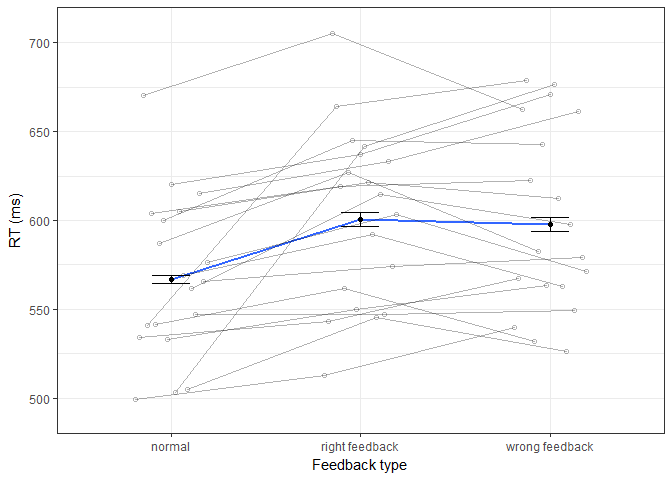 700
650
600
550
500
RT (ms)
normal
right feedback
wrong feedback
Feedback type